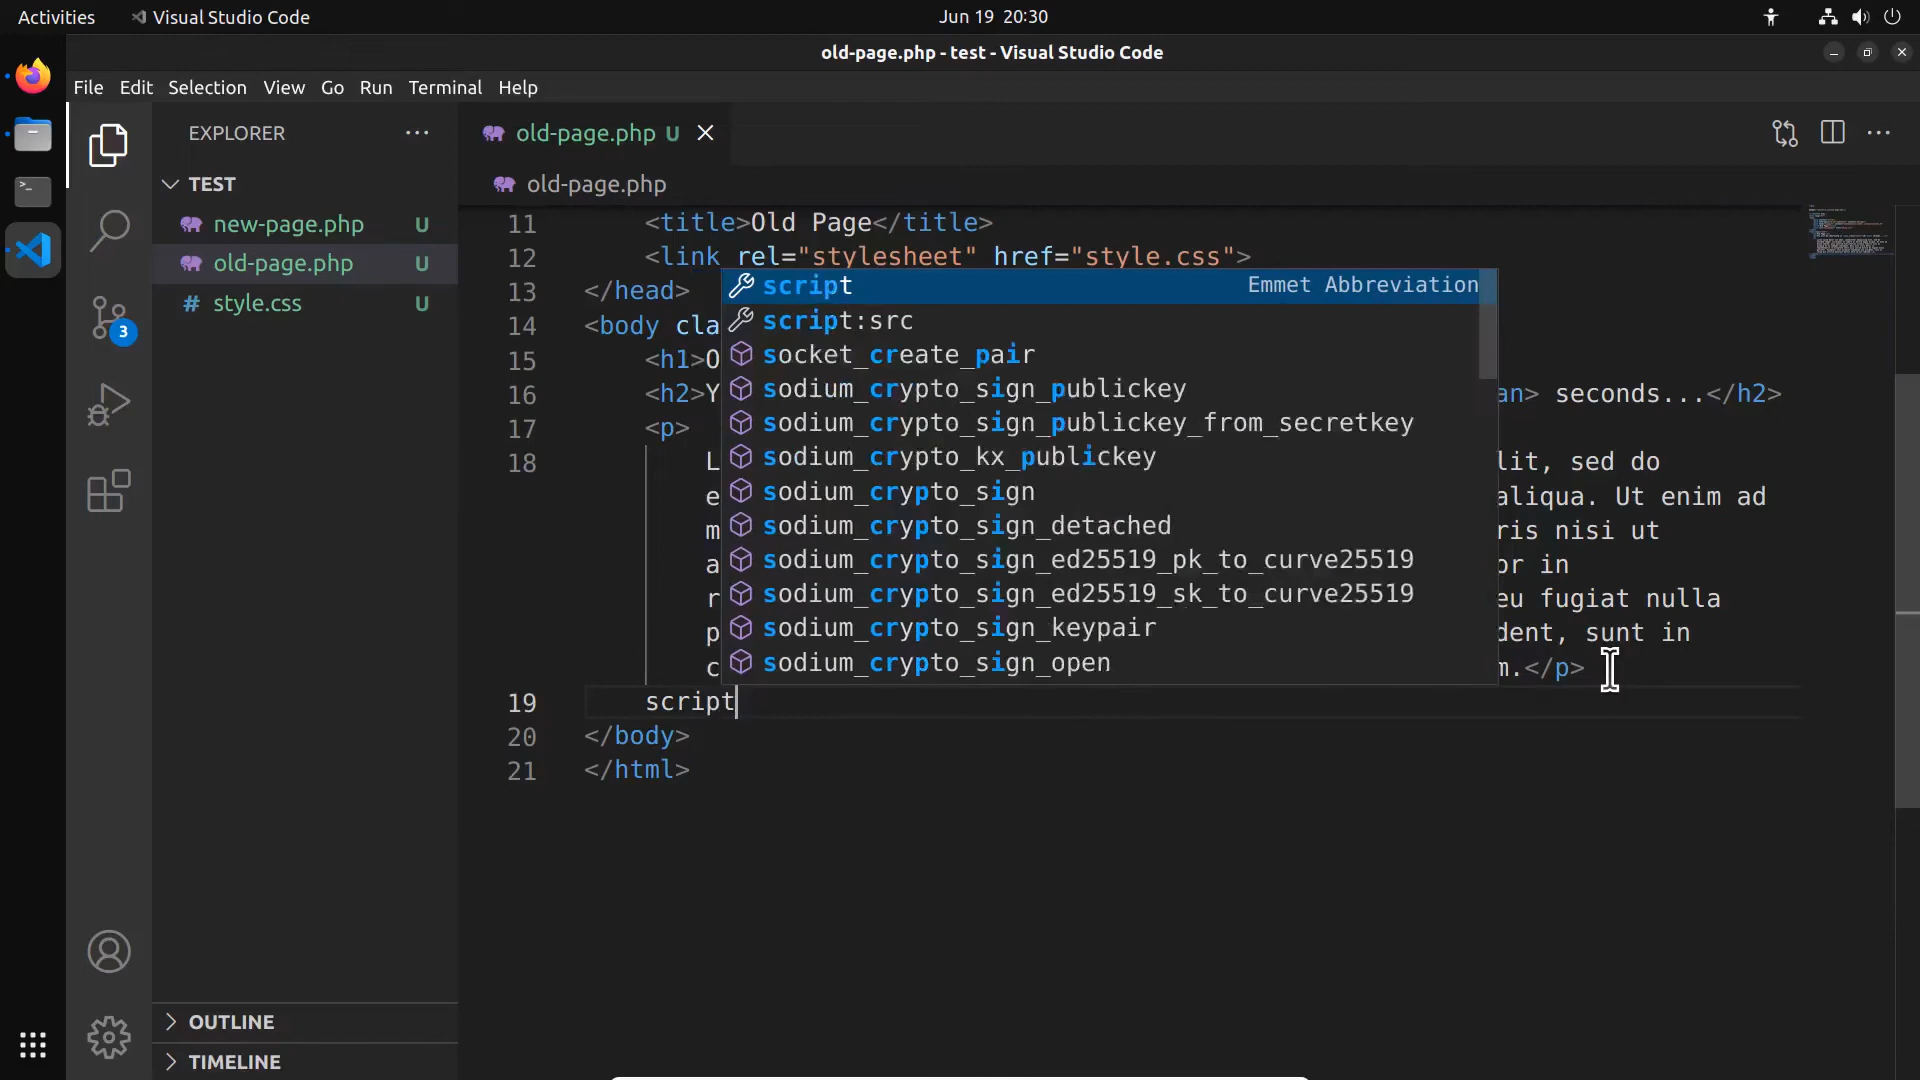 Activities Visual Studio Code Jun 19 20:30
old-page.php - test - Visual Studio Code
File Edit Selection View Go Run Terminal Help
EXPLORER
TEST
new-page.php U
old-page.php U
style.css U
3
OUTLINE
TIMELINE
old-page.php U
old-page.php
11 <title>Old Page</title>
12 <link rel="stylesheet" href="style.css">
13 </head>
14 <body cla
15 <h1>O
16 <h2>Y an> seconds...</h2>
17 <p>
18 L lit, sed do
e aliqua. Ut enim ad
m ris nisi ut
a or in
r eu fugiat nulla
p dent, sunt in
c m.</p>
19 script
20 </body>
21 </html>
script Emmet Abbreviation
script:src
socket_create_pair
sodium_crypto_sign_publickey
sodium_crypto_sign_publickey_from_secretkey
sodium_crypto_kx_publickey
sodium_crypto_sign
sodium_crypto_sign_detached
sodium_crypto_sign_ed25519_pk_to_curve25519
sodium_crypto_sign_ed25519_sk_to_curve25519
sodium_crypto_sign_keypair
sodium_crypto_sign_open